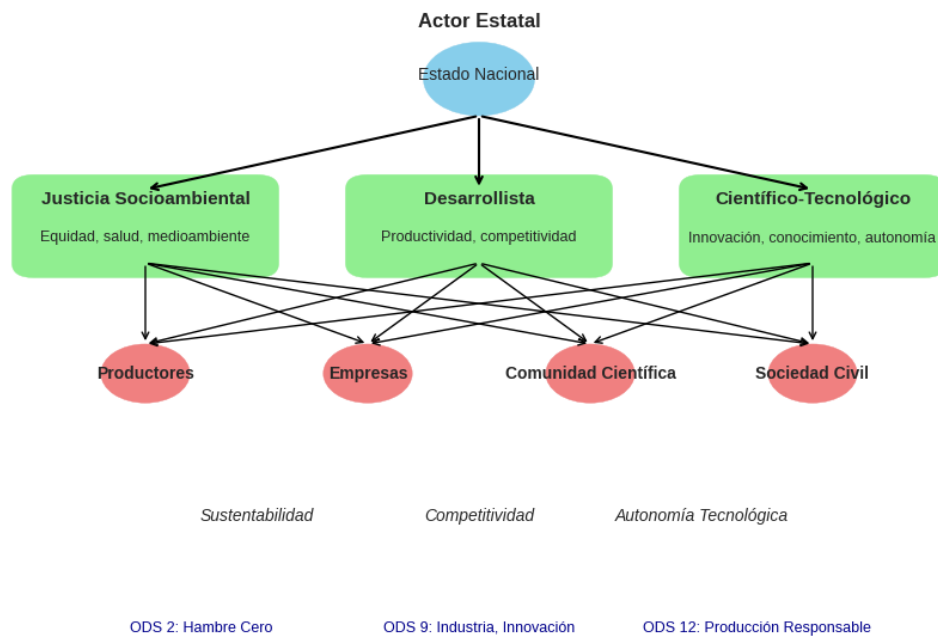 Actor Estatal
Estado Nacional
Justicia Socioambiental
Equidad, salud, medioambiente
Desarrollista
Productividad, competitividad
Científico-Tecnológico
Innovación, conocimiento, autonomía
Productores
Empresas
Comunidad Científica
Sociedad Civil
Sustentabilidad
Competitividad
Autonomía Tecnológica
ODS 2: Hambre Cero
ODS 9: Industria, Innovación
ODS 12: Producción Responsable